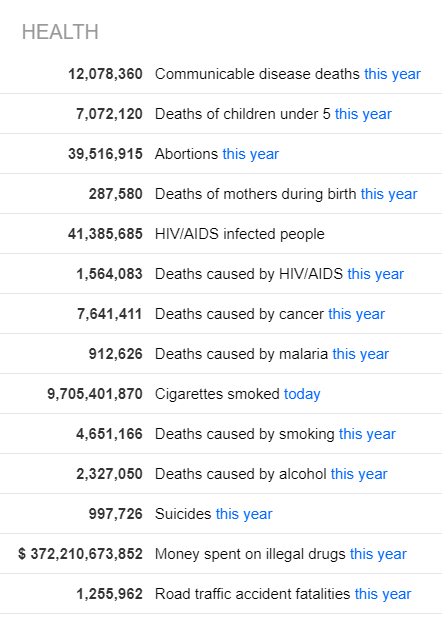 HEALTH
12,078,360 Communicable disease deaths this year
7,072,120 Deaths of children under 5 this year
39,516,915 Abortions this year
287,580 Deaths of mothers during birth this year
41,385,685 HIV/AIDS infected people
1,564,083 Deaths caused by HIV/AIDS this year
7,641,411 Deaths caused by cancer this year
912,626 Deaths caused by malaria this year
9,705,401,870 Cigarettes smoked today
4,651,166 Deaths caused by smoking this year
2,327,050 Deaths caused by alcohol this year
997,726 Suicides this year
$ 372,210,673,852 Money spent on illegal drugs this year
1,255,962 Road traffic accident fatalities this year